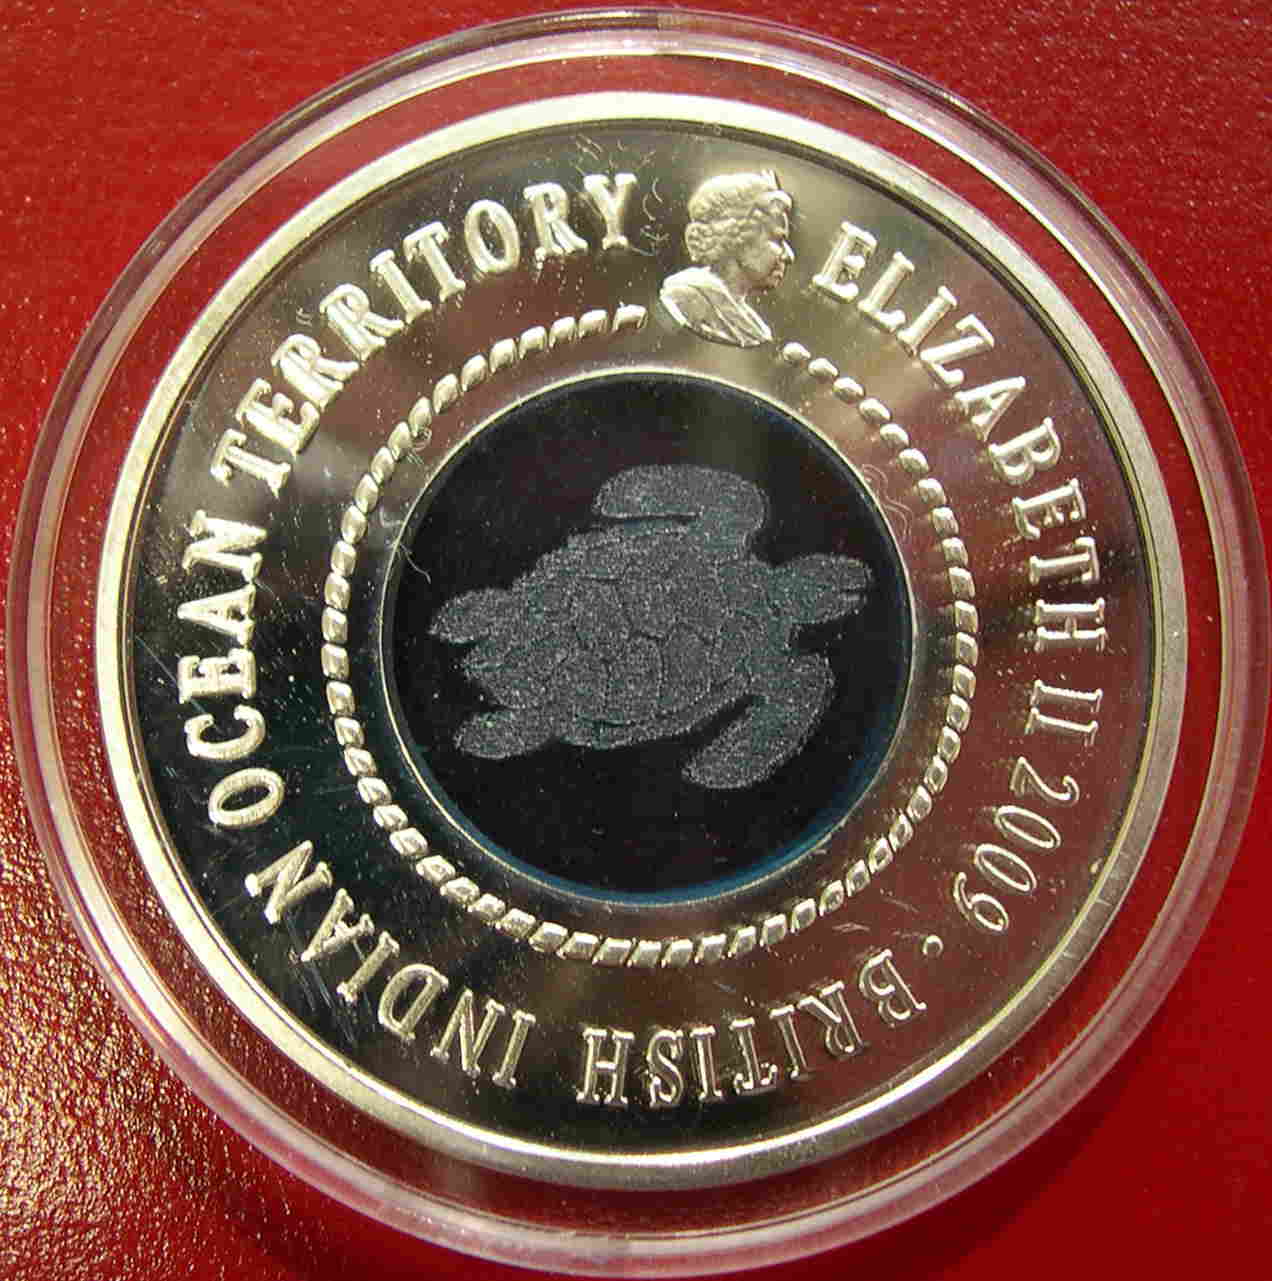 ELIZABETH II 2009 · BRITISH INDIAN OCEAN TERRITORY